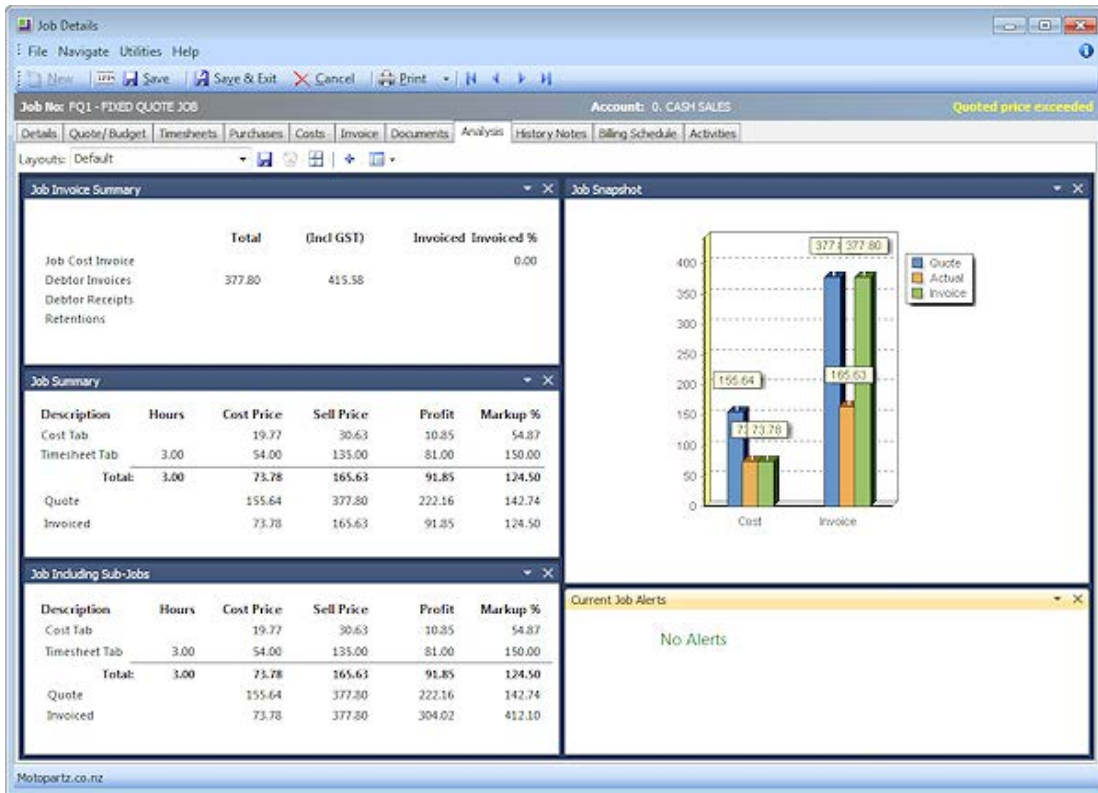 Job Details
File Navigate Utilities Help
New Save Save & Exit Cancel Print
Job No: FQ1 - FIXED QUOTE JOB Account: 0. CASH SALES Quoted price exceeded
Details Quote/Budget Timesheets Purchases Costs Invoice Documents Analysis History Notes Billing Schedule Activities
Layouts: Default
Job Invoice Summary
Total (Incl GST) Invoiced Invoiced %
Job Cost Invoice 0.00
Debtor Invoices 377.80 415.58
Debtor Receipts
Retentions
Job Summary
Description Hours Cost Price Sell Price Profit Markup %
Cost Tab 19.77 30.63 10.85 54.87
Timesheet Tab 3.00 54.00 135.00 81.00 150.00
Total: 3.00 73.78 165.63 91.85 124.50
Quote 155.64 377.80 222.16 142.74
Invoiced 73.78 165.63 91.85 124.50
Job Including Sub-Jobs
Description Hours Cost Price Sell Price Profit Markup %
Cost Tab 19.77 30.63 10.85 54.87
Timesheet Tab 3.00 54.00 135.00 81.00 150.00
Total: 3.00 73.78 165.63 91.85 124.50
Quote 155.64 377.80 222.16 142.74
Invoiced 73.78 377.80 304.02 412.10
Job Snapshot
377.80
400
350
300
250
200
150
100
50
0
155.64
165.63
73.78
Cost Invoice
Quote
Actual
Invoice
Current Job Alerts
No Alerts
Motopartz.co.nz